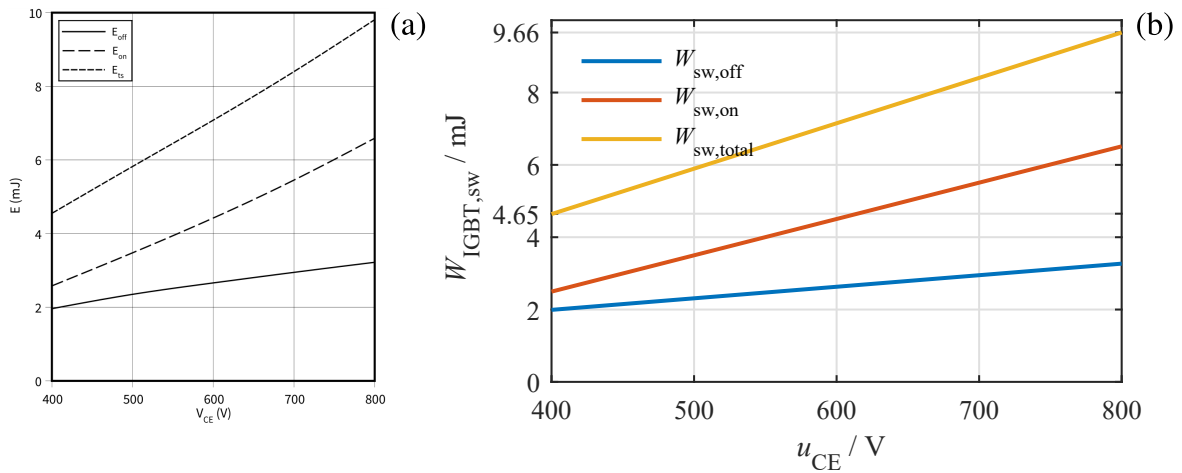 (a)
10
8
6
4
2
0
E (mJ)
E_off
E_on
E_ts
400
500
600
700
800
V_CE (V)
(b)
9.66
8
6
4.65
4
2
0
W_IGBT,sw / mJ
W_sw,off
W_sw,on
W_sw,total
400
500
600
700
800
u_CE / V